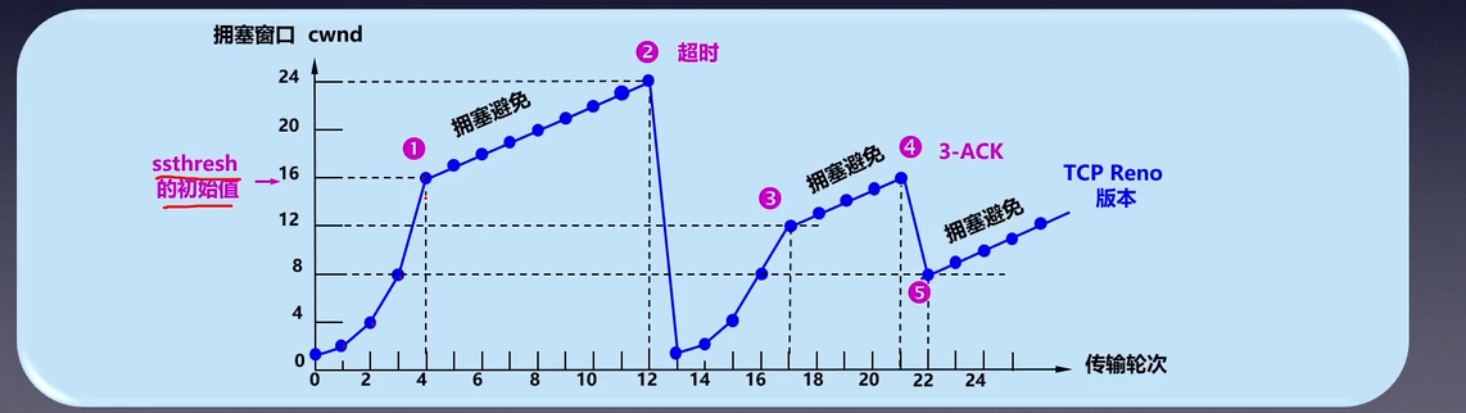 拥塞窗口 cwnd
❷ 超时
24
拥塞避免
20
❶
ssthresh
的初始值
16
拥塞避免
❹ 3-ACK
TCP Reno
版本
❸
12
拥塞避免
8
❺
4
0
0 2 4 6 8 10 12 14 16 18 20 22 24
传输轮次